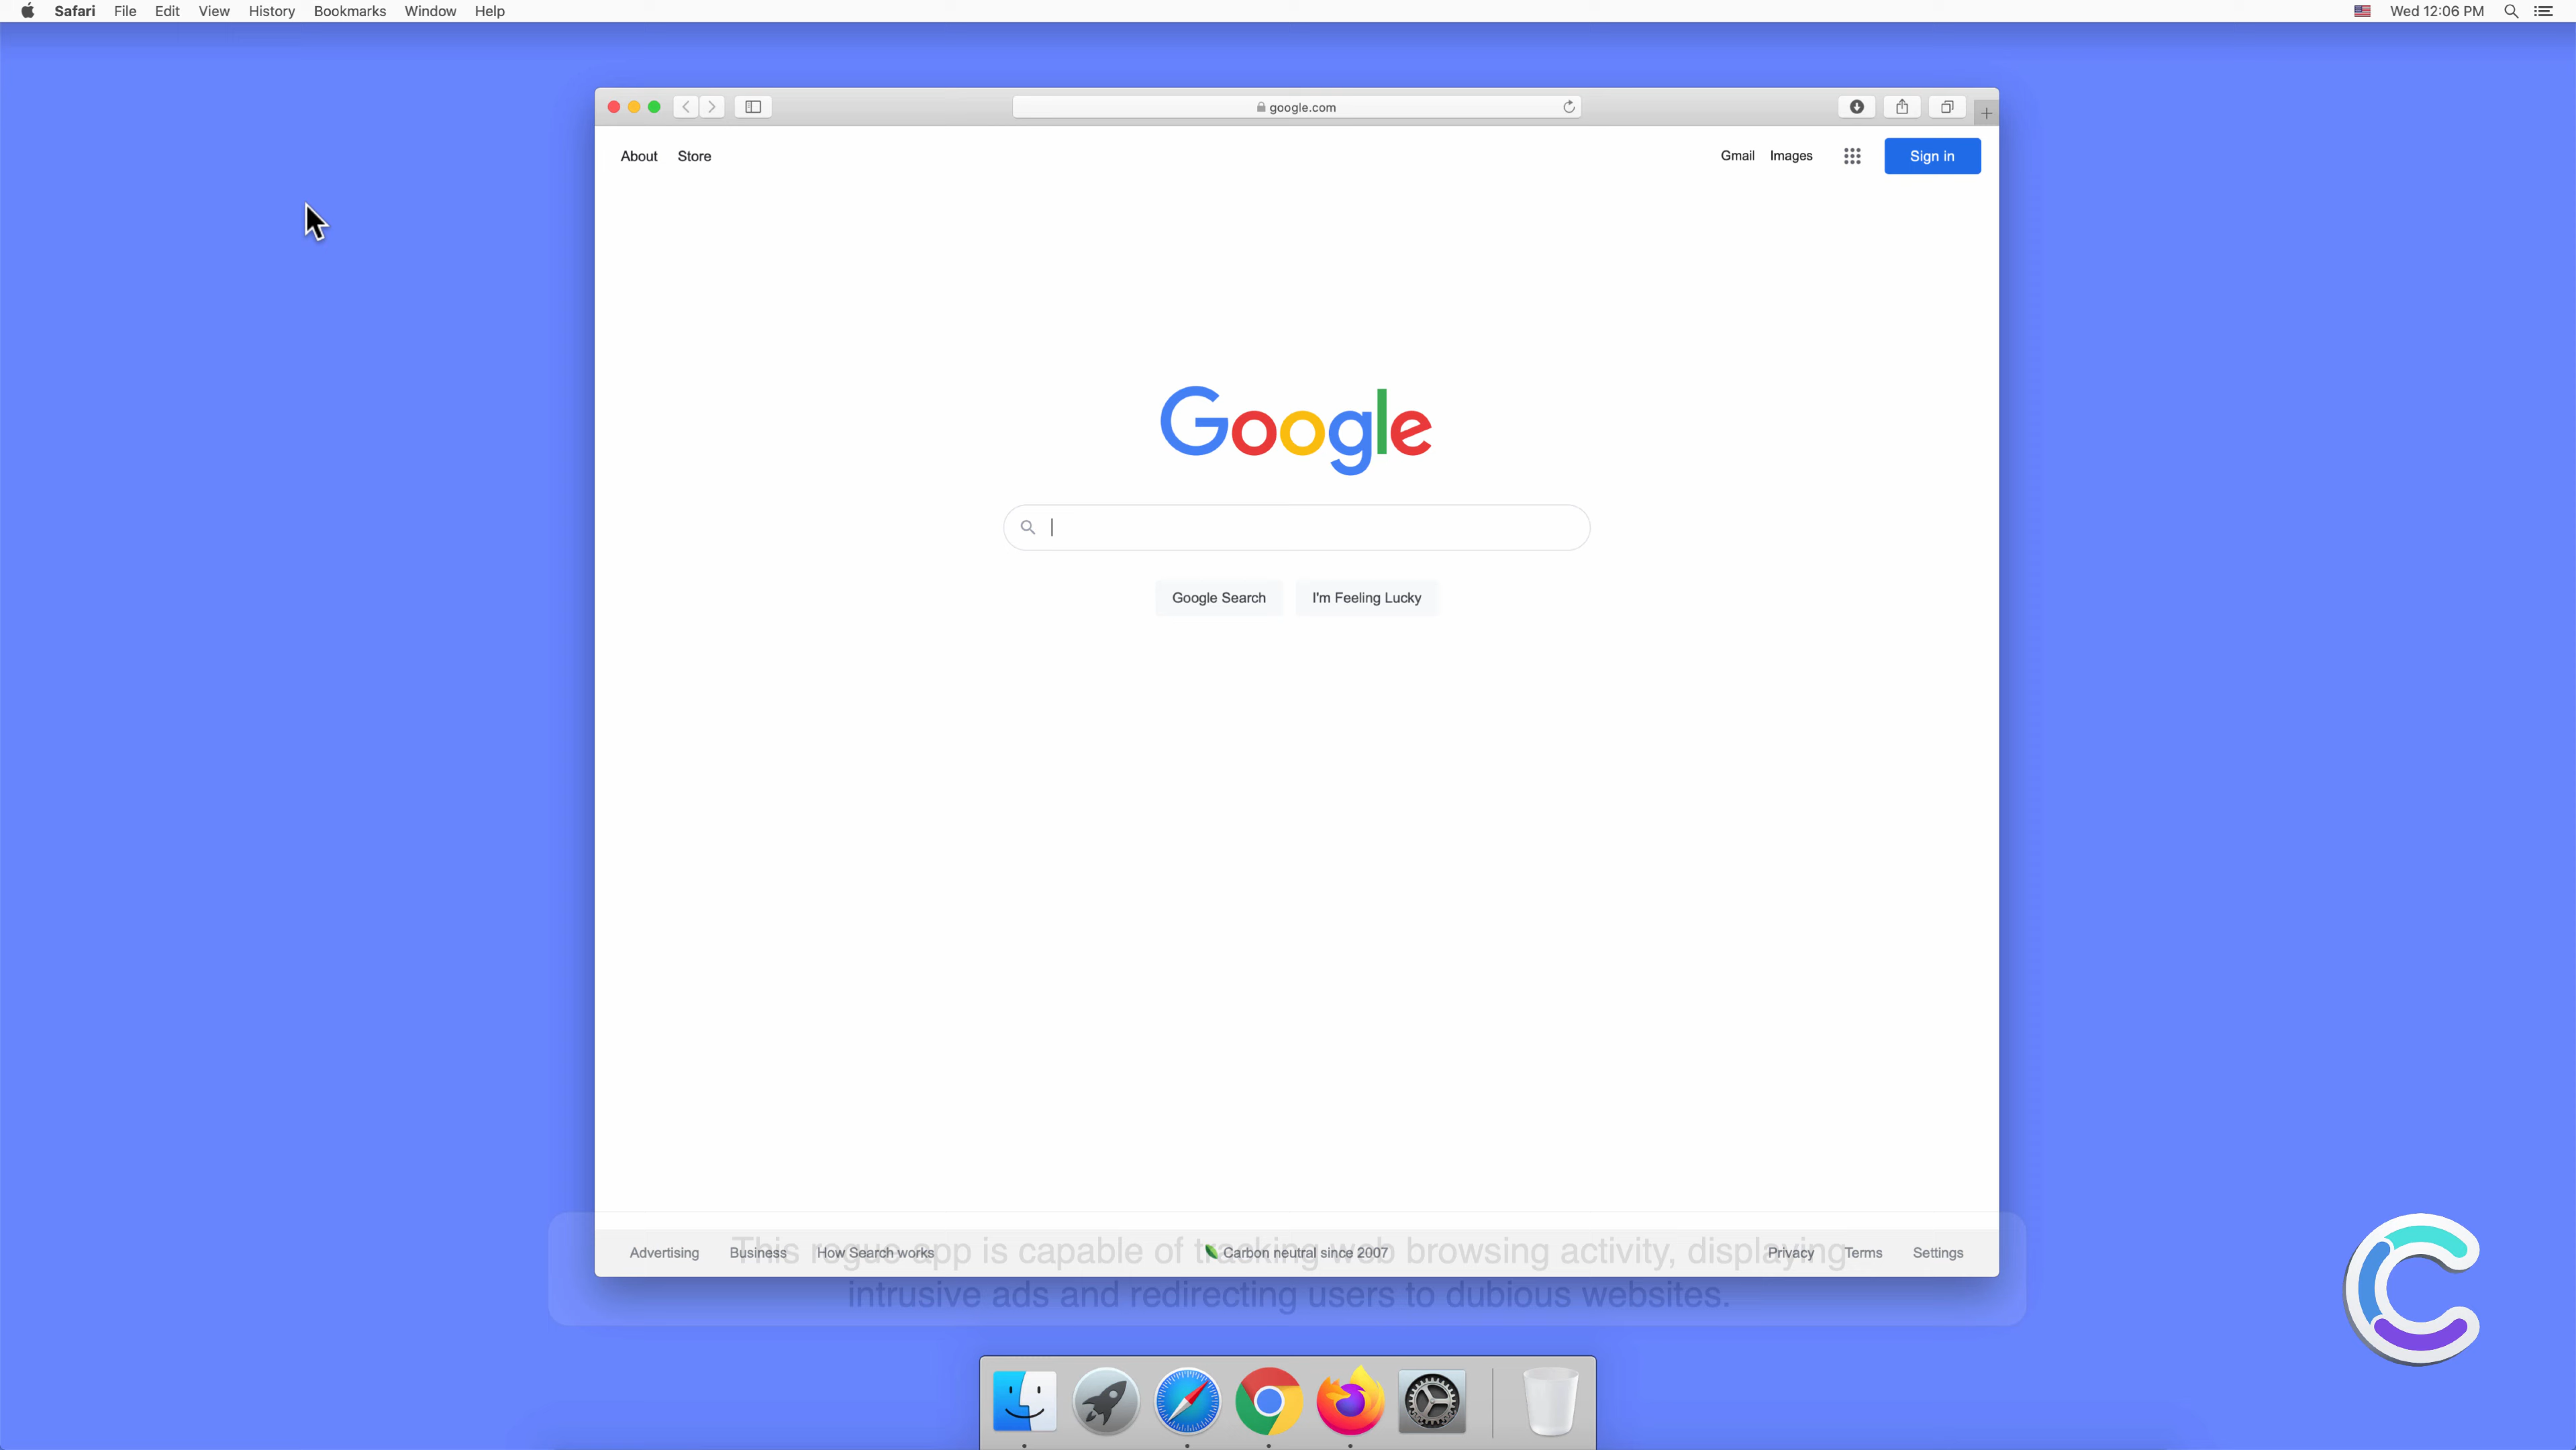 Safari File Edit View History Bookmarks Window Help
Wed 12:06 PM
google.com
About Store
Gmail Images Sign in
Google
Google Search I'm Feeling Lucky
Advertising Business How Search works Carbon neutral since 2007 Privacy Terms Settings
This rogue app is capable of tracking web browsing activity, displaying
intrusive ads and redirecting users to dubious websites.